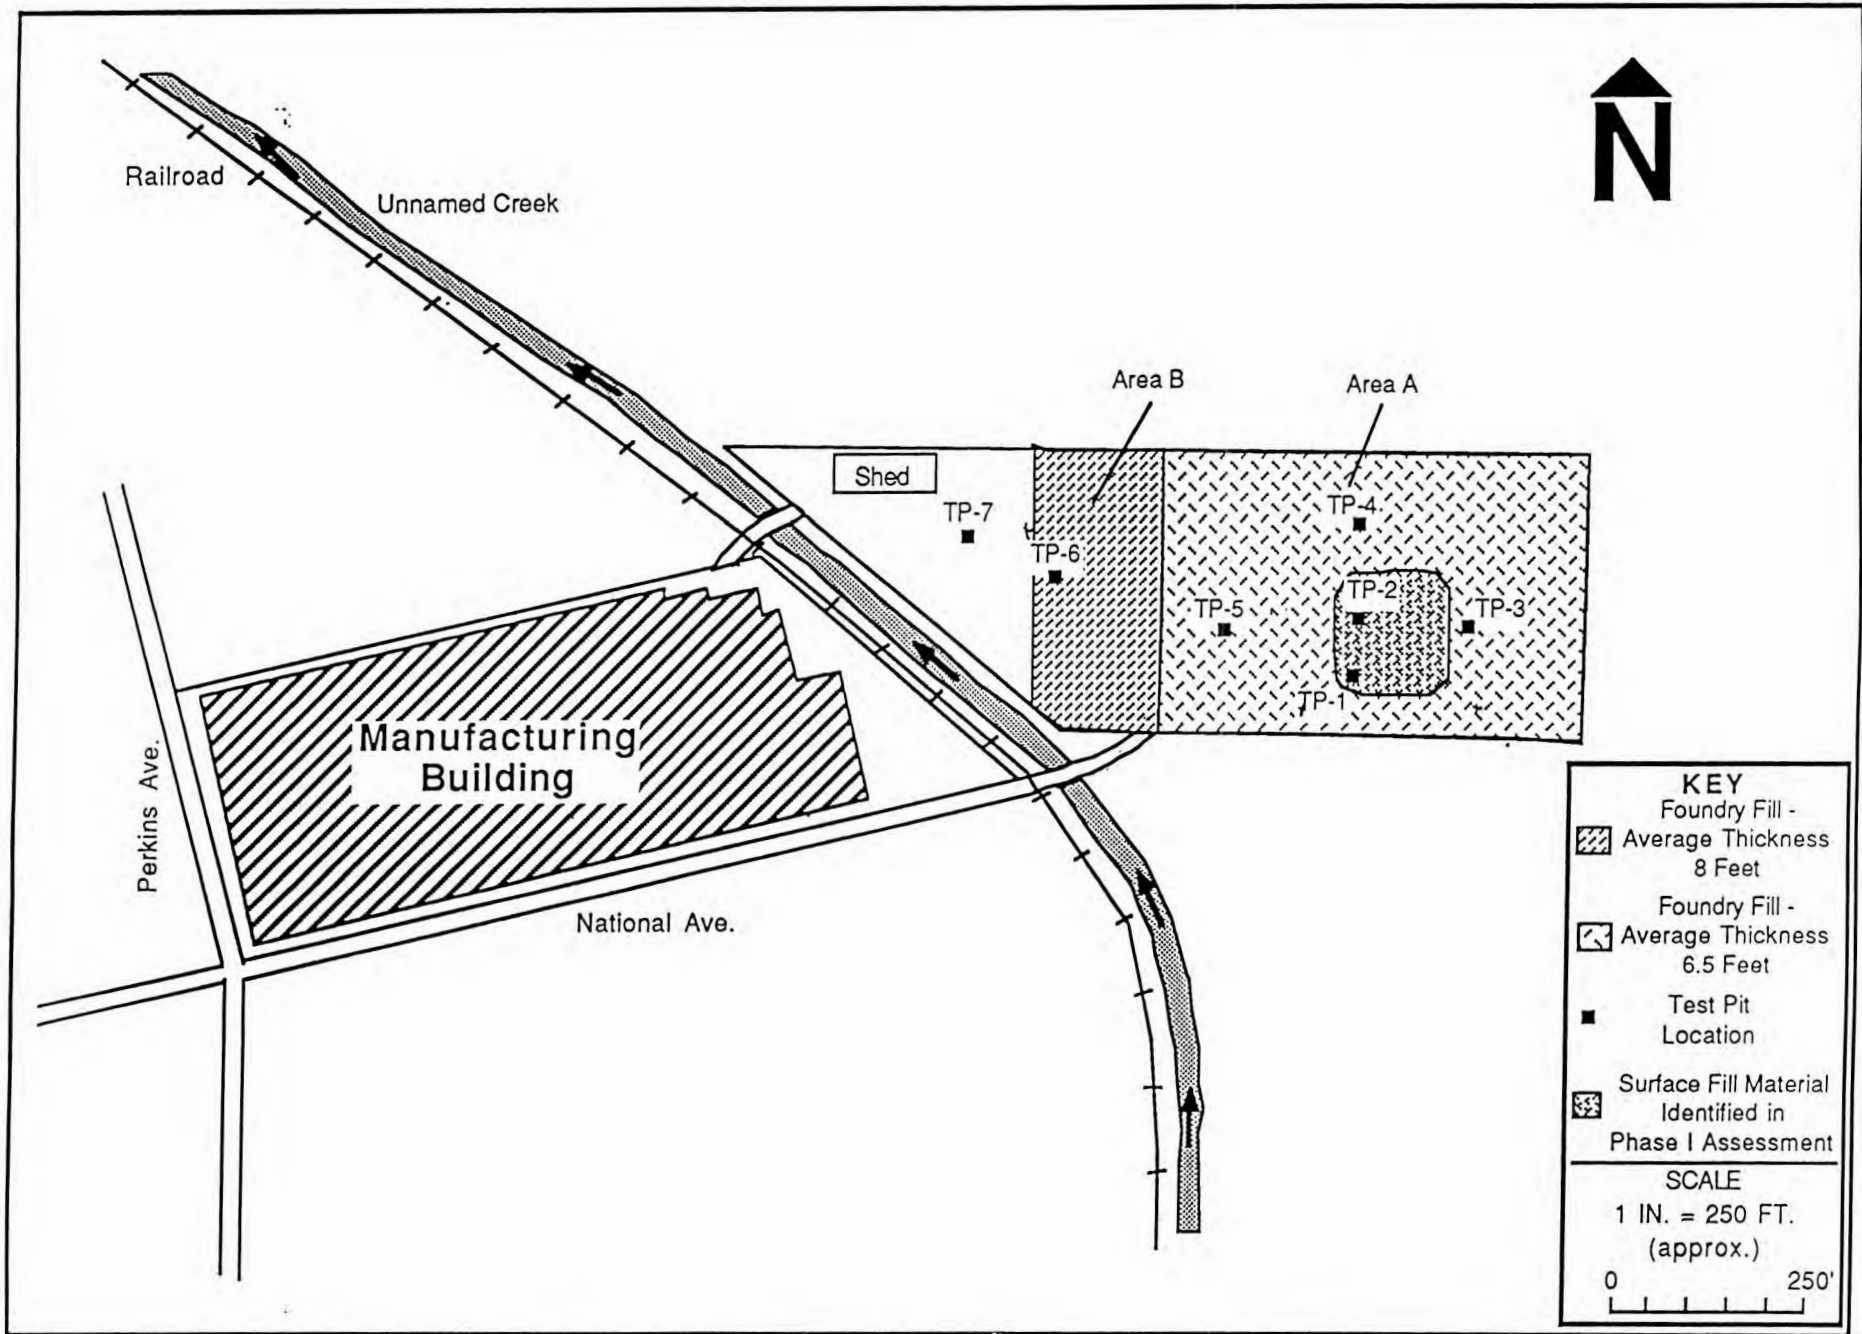 N
Railroad
Unnamed Creek
Area B
Area A
Shed
TP-7
TP-4
TP-6
TP-2
TP-5
TP-3
TP-1
Manufacturing
Building
Perkins Ave.
National Ave.
KEY
Foundry Fill -
Average Thickness
8 Feet
Foundry Fill -
Average Thickness
6.5 Feet
Test Pit
Location
Surface Fill Material
Identified in
Phase I Assessment
SCALE
1 IN. = 250 FT.
(approx.)
0 250'